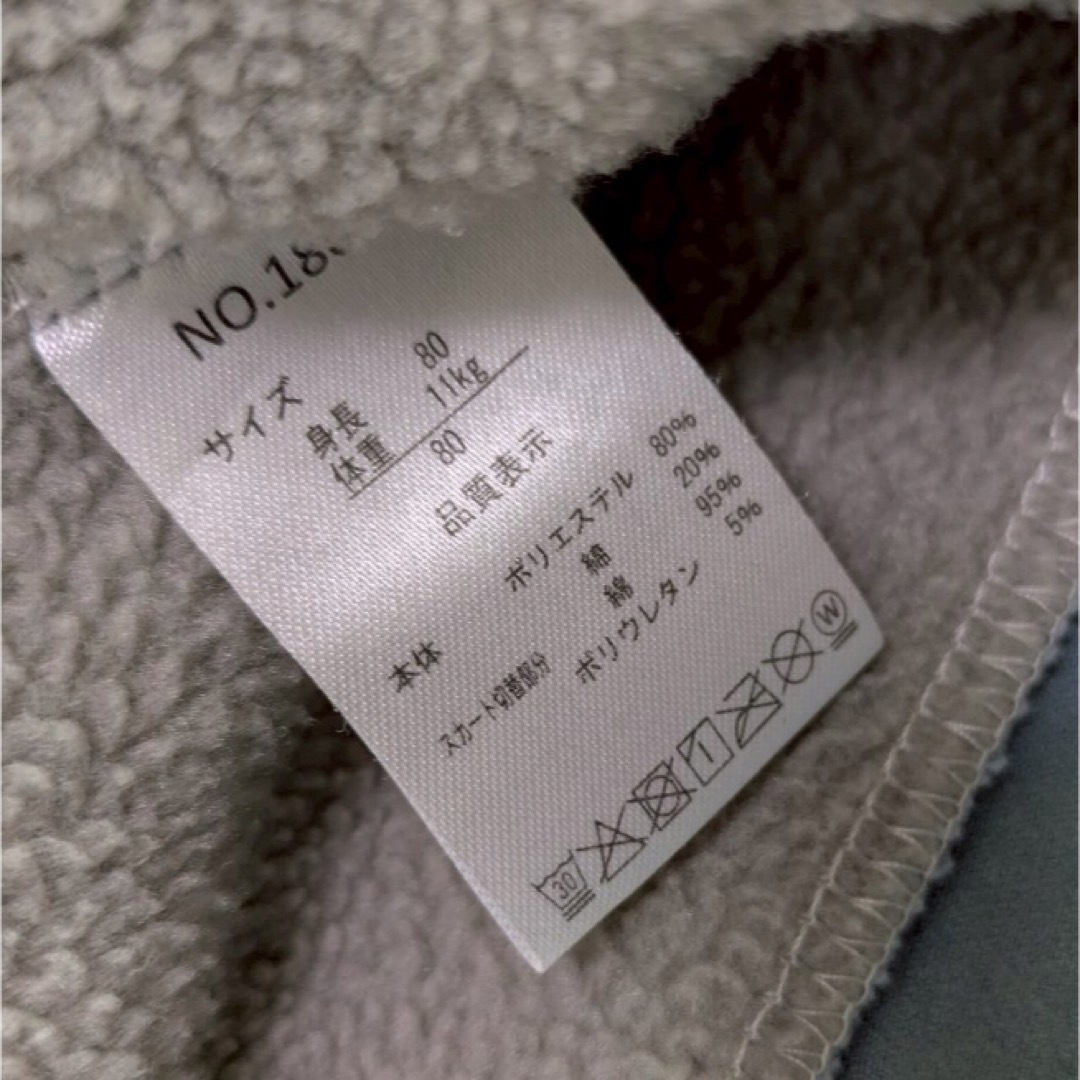 NO.18
サイズ 80
身長 11kg
体重 80
品質表示
本体 ポリエステル 80%
綿 20%
スカート切替部分 綿 95%
ポリウレタン 5%
30
W